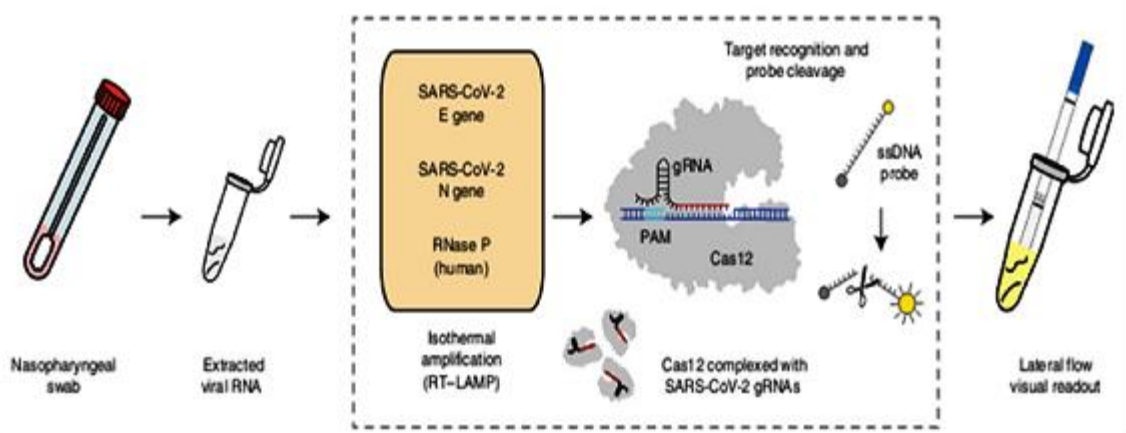 Nasopharyngeal
swab
Extracted
viral RNA
SARS-CoV-2
E gene
SARS-CoV-2
N gene
RNase P
(human)
Isothermal
amplification
(RT–LAMP)
Target recognition and
probe cleavage
gRNA
PAM
Cas12
ssDNA
probe
Cas12 complexed with
SARS-CoV-2 gRNAs
Lateral flow
visual readout